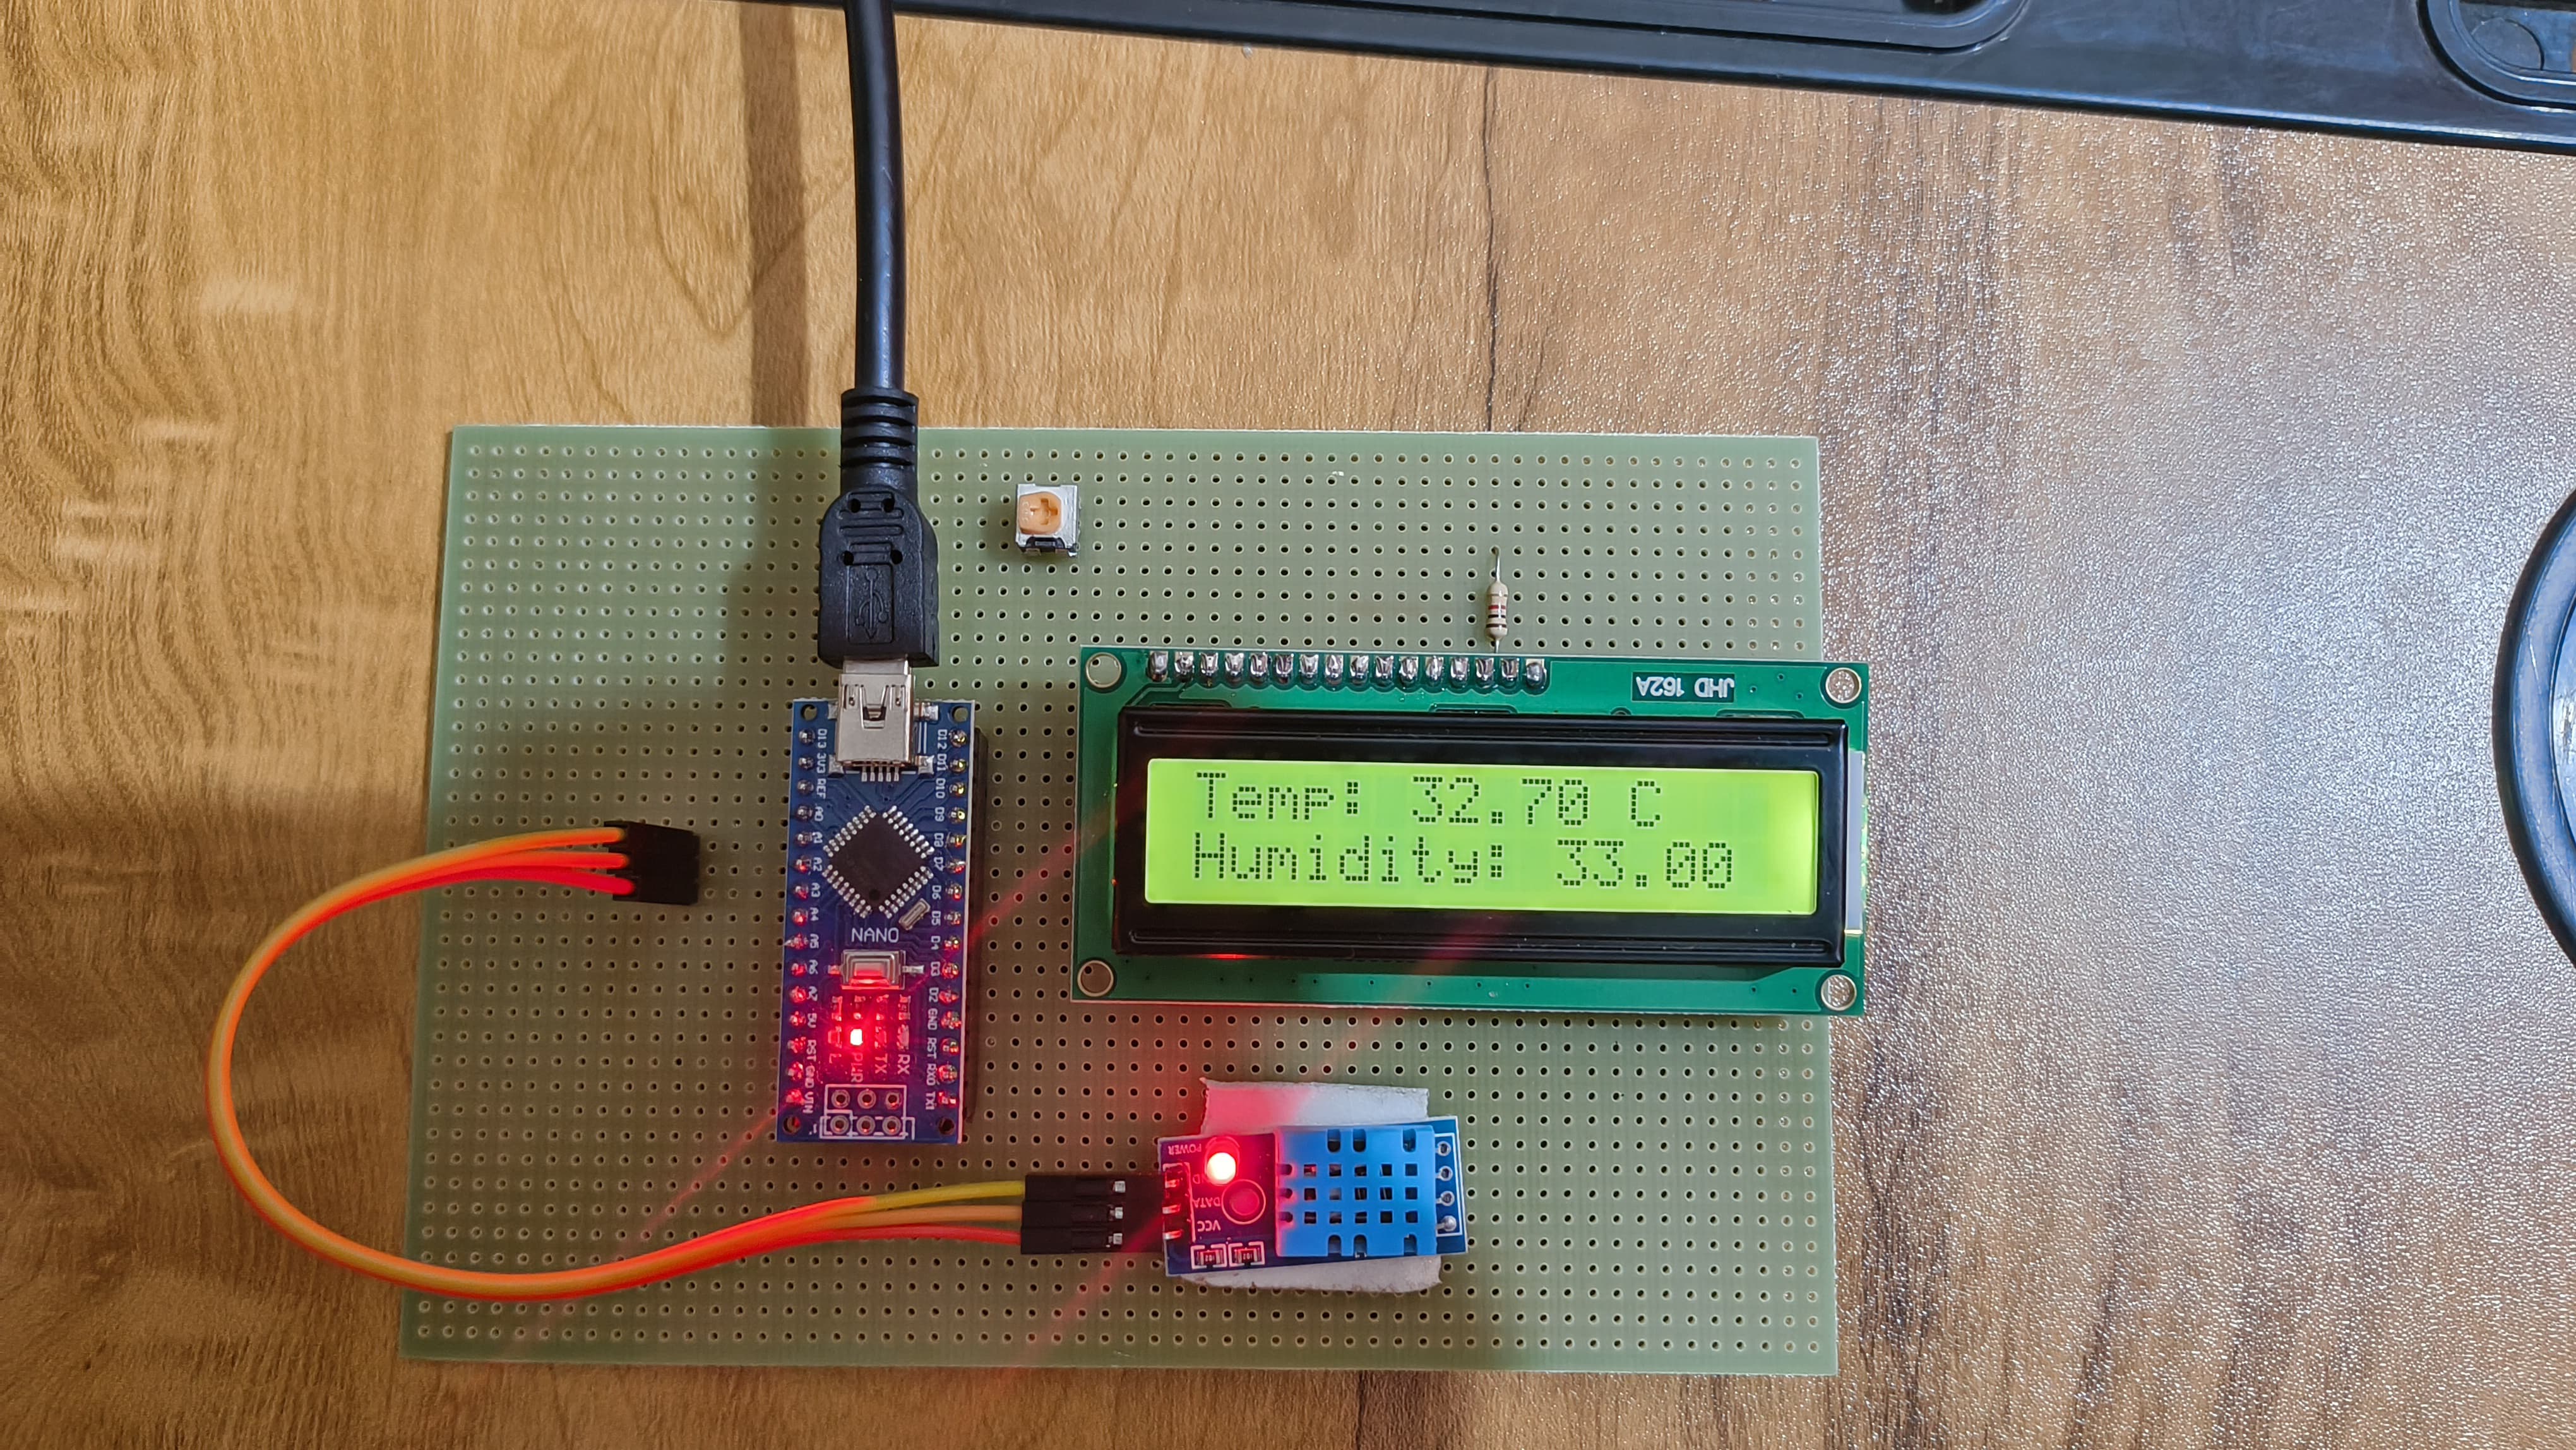 JHD 162A
Temp: 32.70 C
Humidity: 33.00
D13
3V3
REF
A0
A1
A2
A3
A4
A5
A6
A7
5V
RST
GND
VIN
D12
D11
D10
D9
D8
D7
D6
D5
D4
D3
D2
GND
RST
RX0
TX1
NANO
L
PWR
TX
RX
POWER
DATA
VCC